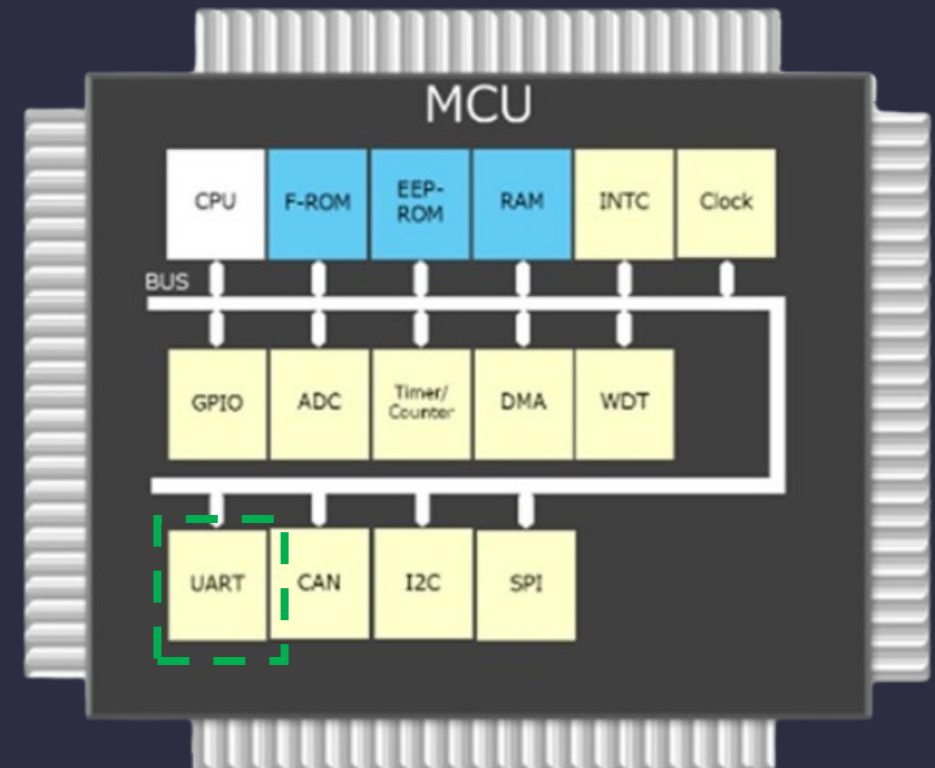 MCU
CPU
F-ROM
EEP-
ROM
RAM
INTC
Clock
BUS
GPIO
ADC
Timer/
Counter
DMA
WDT
UART
CAN
I2C
SPI